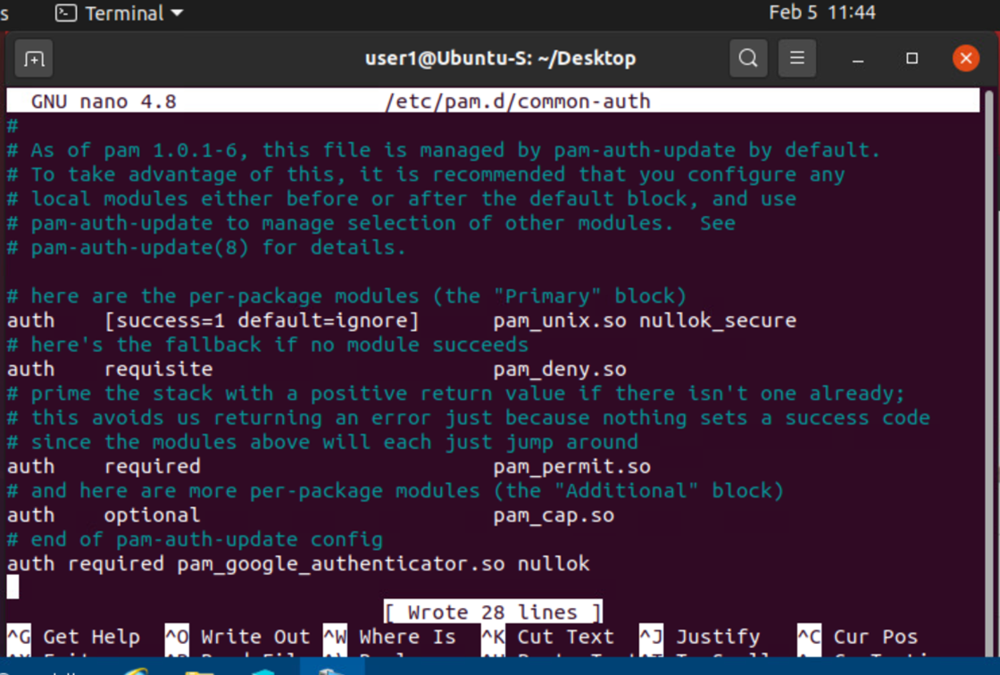 s Terminal Feb 5 11:44
user1@Ubuntu-S: ~/Desktop
GNU nano 4.8 /etc/pam.d/common-auth
#
# As of pam 1.0.1-6, this file is managed by pam-auth-update by default.
# To take advantage of this, it is recommended that you configure any
# local modules either before or after the default block, and use
# pam-auth-update to manage selection of other modules.  See
# pam-auth-update(8) for details.

# here are the per-package modules (the "Primary" block)
auth    [success=1 default=ignore]      pam_unix.so nullok_secure
# here's the fallback if no module succeeds
auth    requisite                       pam_deny.so
# prime the stack with a positive return value if there isn't one already;
# this avoids us returning an error just because nothing sets a success code
# since the modules above will each just jump around
auth    required                        pam_permit.so
# and here are more per-package modules (the "Additional" block)
auth    optional                        pam_cap.so
# end of pam-auth-update config
auth required pam_google_authenticator.so nullok
[ Wrote 28 lines ]
^G Get Help ^O Write Out ^W Where Is ^K Cut Text ^J Justify ^C Cur Pos